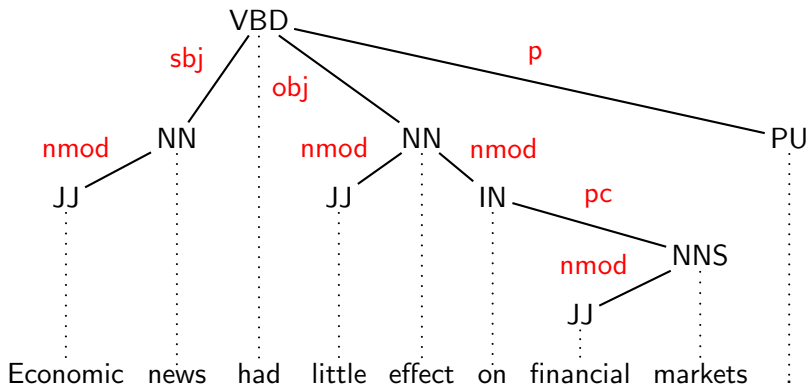 VBD
sbj
obj
p
NN NN PU
nmod nmod nmod
JJ JJ IN
pc
NNS
nmod
JJ
Economic news had little effect on financial markets .